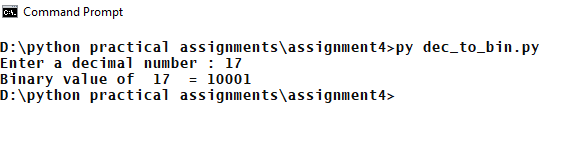 Command Prompt
D:\python practical assignments\assignment4>py dec_to_bin.py
Enter a decimal number : 17
Binary value of  17  = 10001
D:\python practical assignments\assignment4>